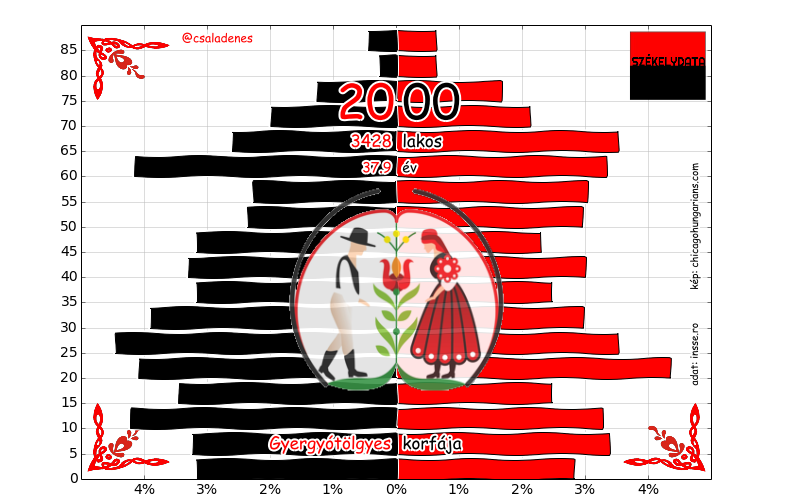 @csaladenes
SZÉKELYDATA
2000
3428 lakos
37.9 év
kép: chicagohungarians.com
adat: insse.ro
Gyergyótölgyes korfája
85
80
75
70
65
60
55
50
45
40
35
30
25
20
15
10
5
0
4% 3% 2% 1% 0% 1% 2% 3% 4%